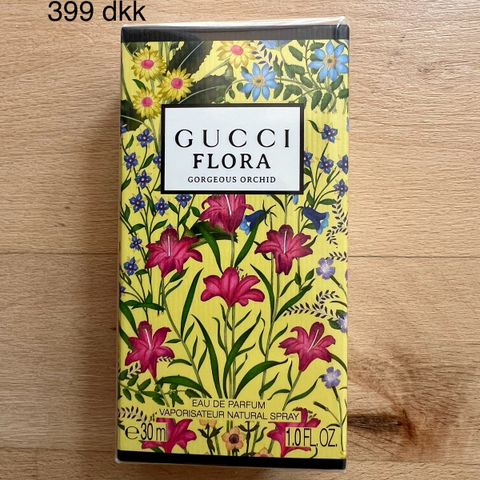 399 dkk
GUCCI
FLORA
GORGEOUS ORCHID
EAU DE PARFUM
VAPORISATEUR NATURAL SPRAY
℮30 ml 1.0 FL.OZ.